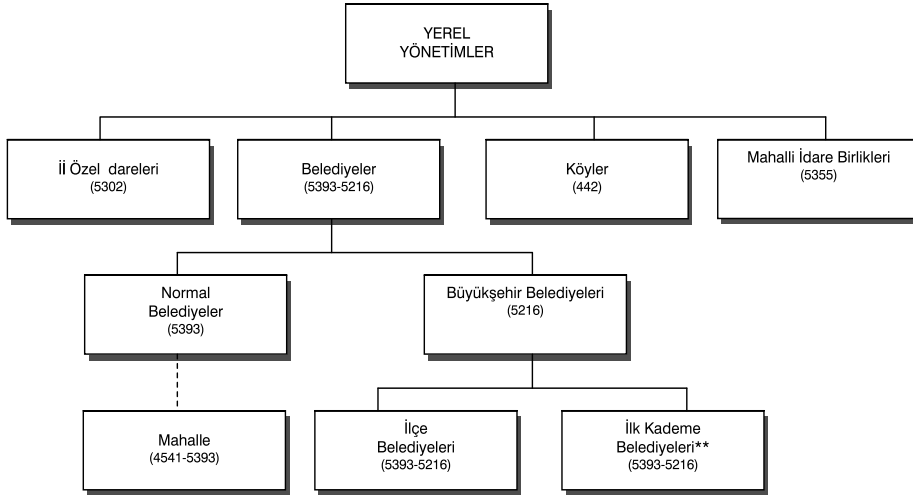 YEREL
YÖNETİMLER
İl Özel dareleri
(5302)
Belediyeler
(5393-5216)
Köyler
(442)
Mahalli İdare Birlikleri
(5355)
Normal
Belediyeler
(5393)
Büyükşehir Belediyeleri
(5216)
Mahalle
(4541-5393)
İlçe
Belediyeleri
(5393-5216)
İlk Kademe
Belediyeleri**
(5393-5216)